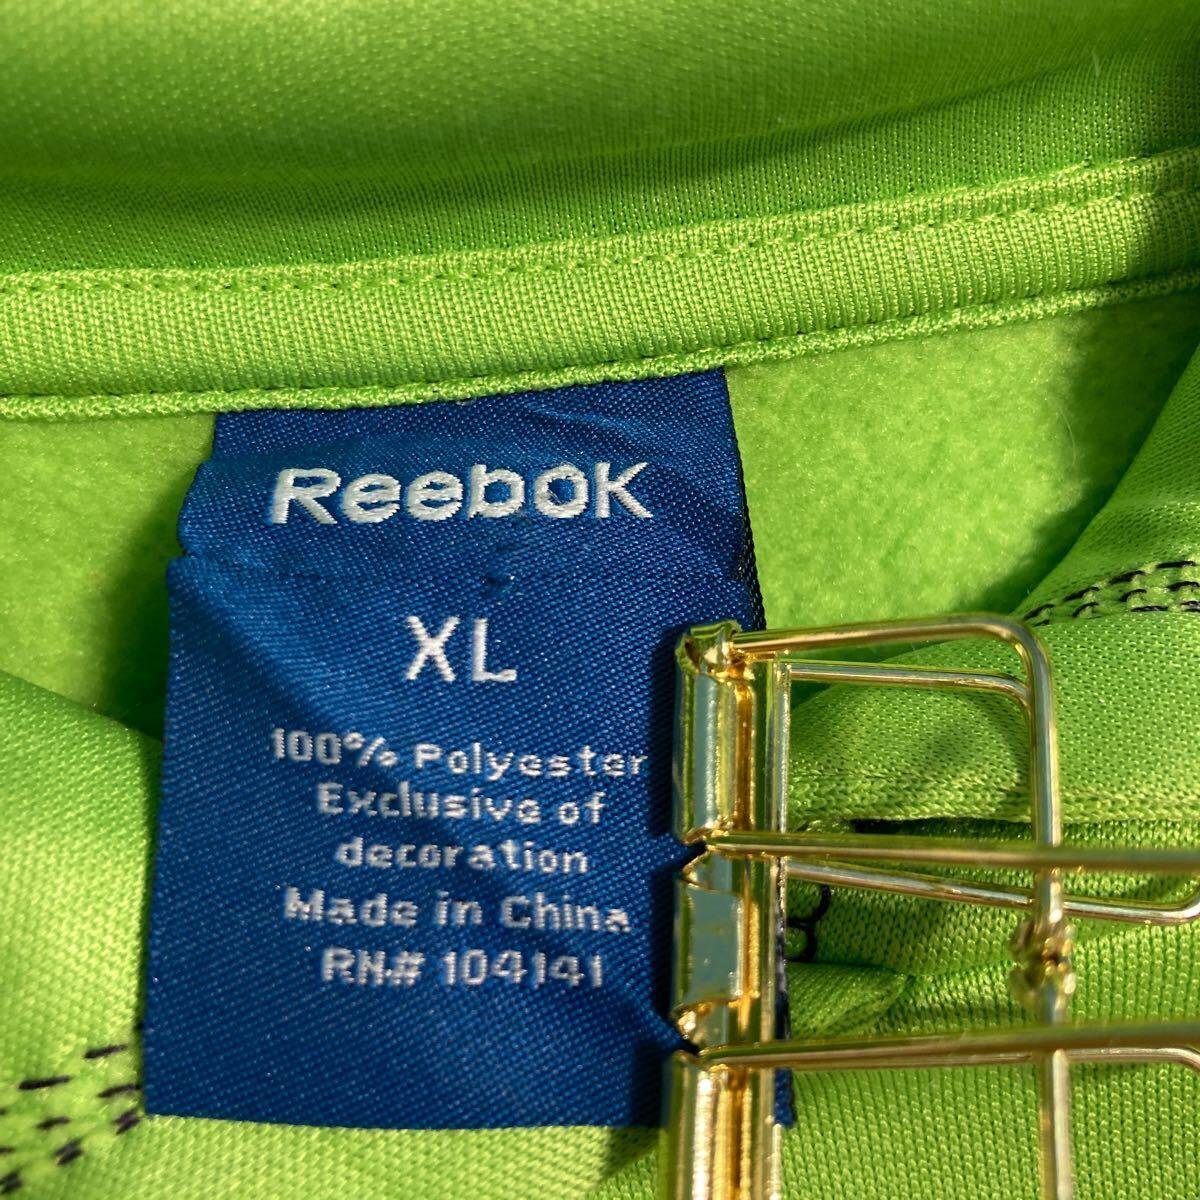 Reebok
XL
100% Polyester
Exclusive of
decoration
Made in China
RN# 104141